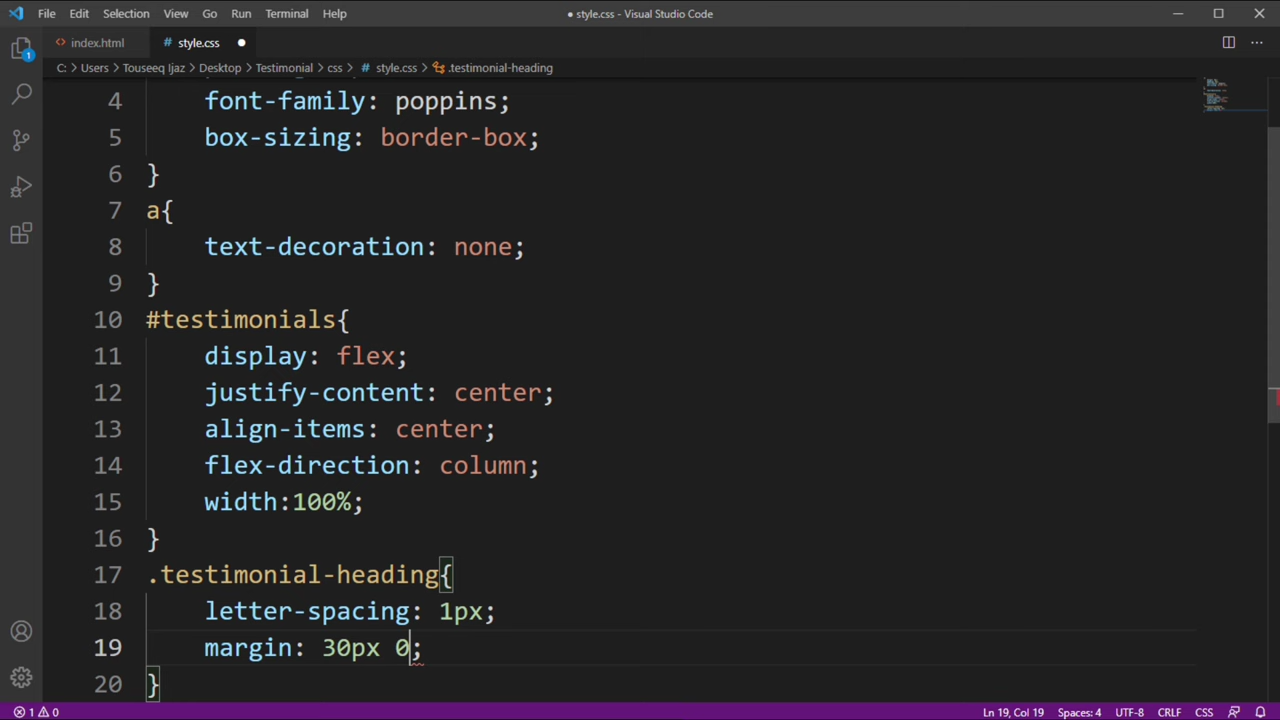 File Edit Selection View Go Run Terminal Help ● style.css - Visual Studio Code
index.html # style.css ●
C: > Users > Touseeq Ijaz > Desktop > Testimonial > css > # style.css > .testimonial-heading
4 font-family: poppins;
5 box-sizing: border-box;
6 }
7 a{
8 text-decoration: none;
9 }
10 #testimonials{
11 display: flex;
12 justify-content: center;
13 align-items: center;
14 flex-direction: column;
15 width:100%;
16 }
17 .testimonial-heading{
18 letter-spacing: 1px;
19 margin: 30px 0;
20 }
1
1 0 Ln 19, Col 19 Spaces: 4 UTF-8 CRLF CSS